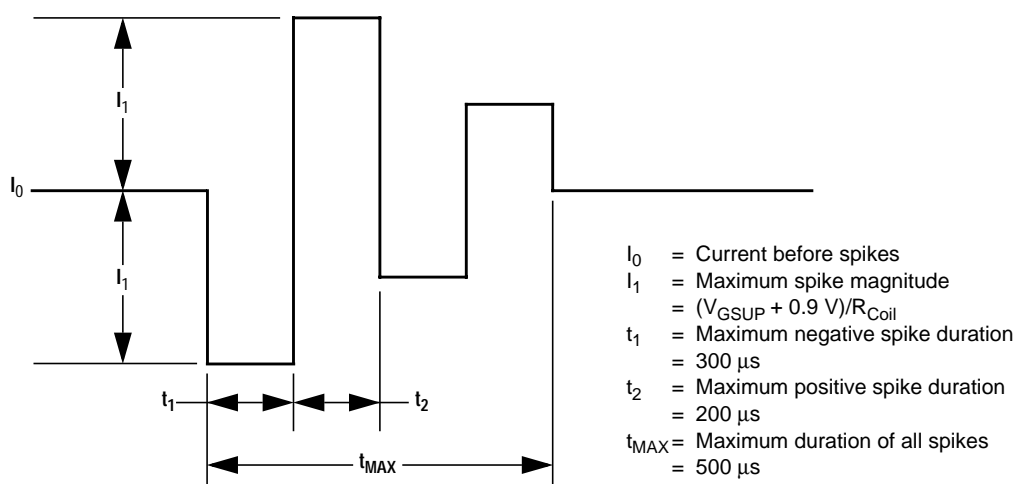 I₁
I₀
I₁
t₁
t₂
tMAX
I₀ = Current before spikes
I₁ = Maximum spike magnitude
= (VGSUP + 0.9 V)/RCoil
t₁ = Maximum negative spike duration
= 300 µs
t₂ = Maximum positive spike duration
= 200 µs
tMAX = Maximum duration of all spikes
= 500 µs